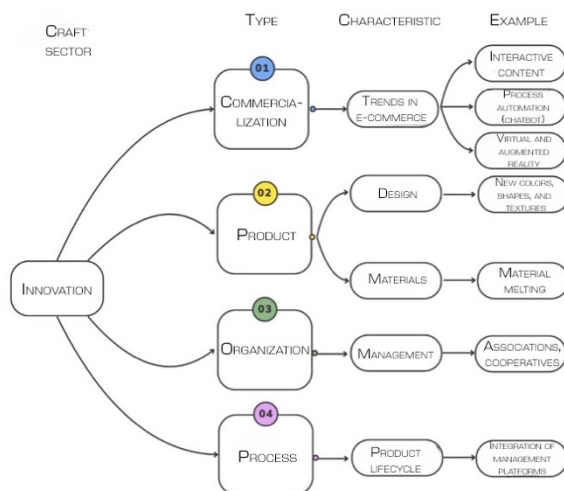 CRAFT
SECTOR
TYPE
CHARACTERISTIC
EXAMPLE
INNOVATION
01
COMMERCIA-
LIZATION
TRENDS IN
E-COMMERCE
INTERACTIVE
CONTENT
PROCESS
AUTOMATION
(CHATBOT)
VIRTUAL AND
AUGMENTED
REALITY
02
PRODUCT
DESIGN
NEW COLORS,
SHAPES, AND
TEXTURES
MATERIALS
MATERIAL
MELTING
03
ORGANIZATION
MANAGEMENT
ASSOCIATIONS,
COOPERATIVES
04
PROCESS
PRODUCT
LIFECYCLE
INTEGRATION OF
MANAGEMENT
PLATFORMS